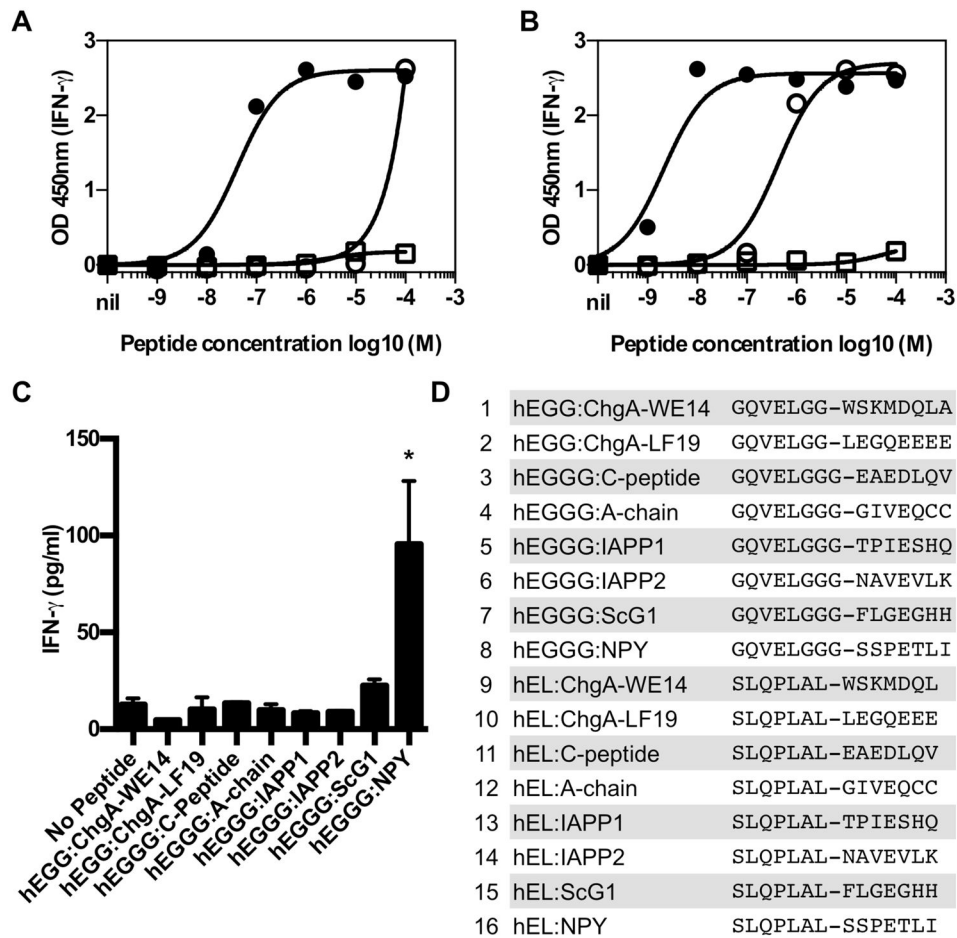 A
OD 450nm (IFN-γ)
3
2
1
0
nil
-9
-8
-7
-6
-5
-4
-3
Peptide concentration log10 (M)
B
OD 450nm (IFN-γ)
3
2
1
0
nil
-9
-8
-7
-6
-5
-4
-3
Peptide concentration log10 (M)
C
IFN-γ (pg/ml)
150
100
50
0
*
No Peptide
hEGG:ChgA-WE14
hEGG:ChgA-LF19
hEGGG:C-Peptide
hEGGG:A-chain
hEGGG:IAPP1
hEGGG:IAPP2
hEGGG:ScG1
hEGGG:NPY
D
1 hEGG:ChgA-WE14 GQVELGG-WSKMDQLA
2 hEGG:ChgA-LF19 GQVELGG-LEGQEEEE
3 hEGGG:C-peptide GQVELGGG-EAEDLQV
4 hEGGG:A-chain GQVELGGG-GIVEQCC
5 hEGGG:IAPP1 GQVELGGG-TPIESHQ
6 hEGGG:IAPP2 GQVELGGG-NAVEVLK
7 hEGGG:ScG1 GQVELGGG-FLGEGHH
8 hEGGG:NPY GQVELGGG-SSPETLI
9 hEL:ChgA-WE14 SLQPLAL-WSKMDQL
10 hEL:ChgA-LF19 SLQPLAL-LEGQEEE
11 hEL:C-peptide SLQPLAL-EAEDLQV
12 hEL:A-chain SLQPLAL-GIVEQCC
13 hEL:IAPP1 SLQPLAL-TPIESHQ
14 hEL:IAPP2 SLQPLAL-NAVEVLK
15 hEL:ScG1 SLQPLAL-FLGEGHH
16 hEL:NPY SLQPLAL-SSPETLI